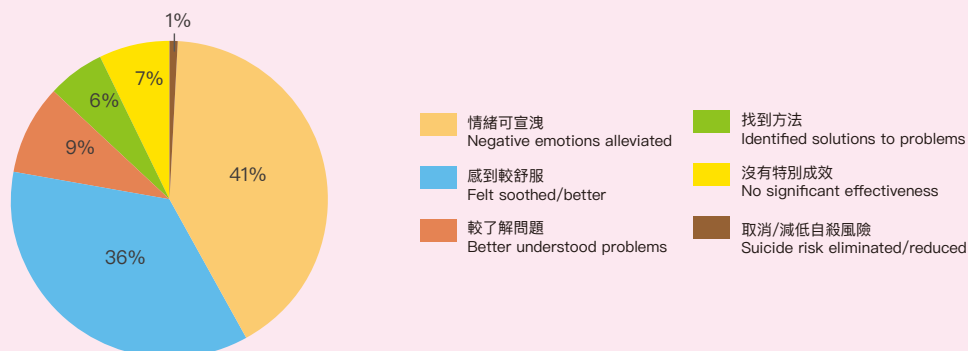 1%
7%
6%
9%
41%
36%
情緒可宣洩
Negative emotions alleviated
感到較舒服
Felt soothed/better
較了解問題
Better understood problems
找到方法
Identified solutions to problems
沒有特別成效
No significant effectiveness
取消/減低自殺風險
Suicide risk eliminated/reduced